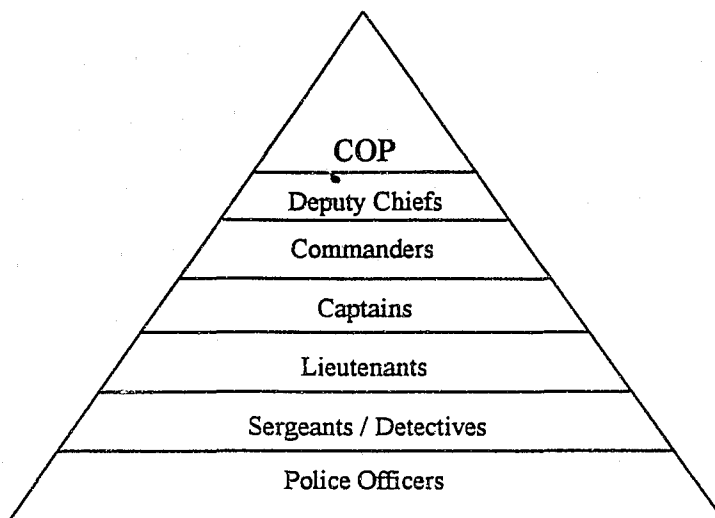 COP
Deputy Chiefs
Commanders
Captains
Lieutenants
Sergeants / Detectives
Police Officers